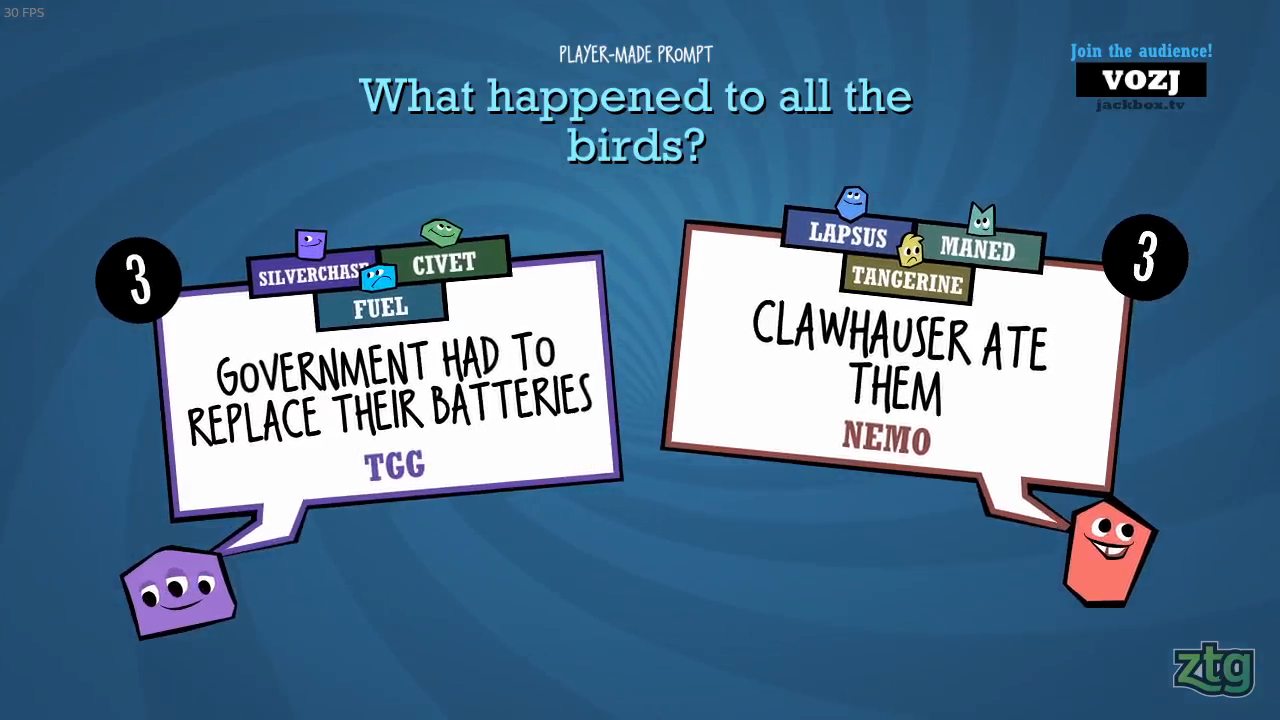 30 FPS
PLAYER-MADE PROMPT
What happened to all the
birds?
Join the audience!
VOZJ
jackbox.tv
3
SILVERCHASE
CIVET
FUEL
GOVERNMENT HAD TO
REPLACE THEIR BATTERIES
TGG
LAPSUS
MANED
TANGERINE
3
CLAWHAUSER ATE
THEM
NEMO
ztg